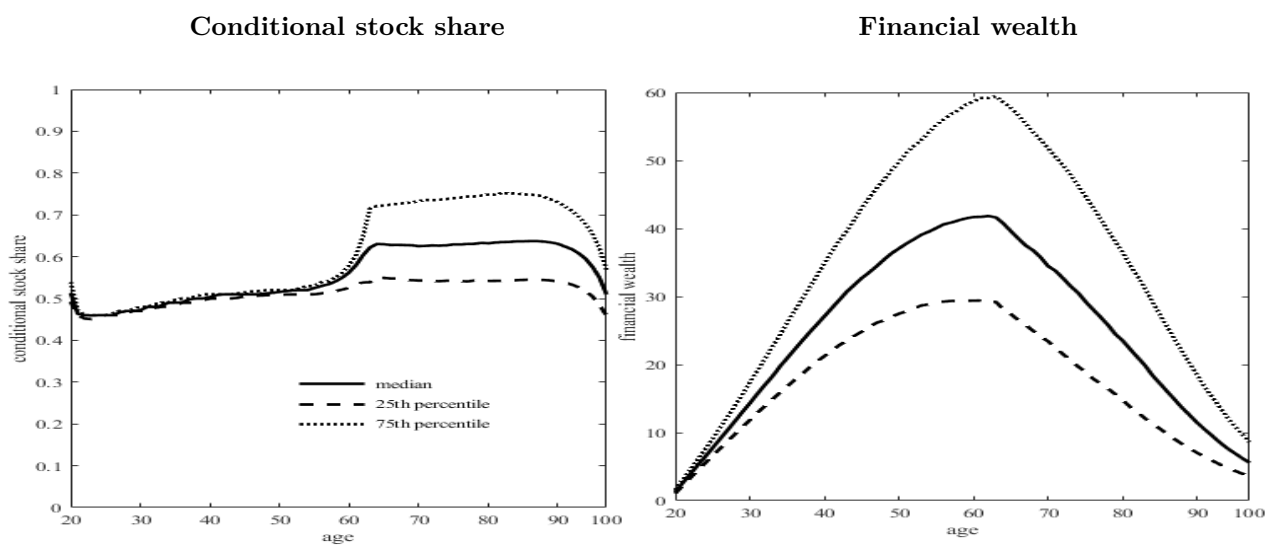 Conditional stock share
conditional stock share
1
0.9
0.8
0.7
0.6
0.5
0.4
0.3
0.2
0.1
0
median
25th percentile
75th percentile
20 30 40 50 60 70 80 90 100
age
Financial wealth
financial wealth
60
50
40
30
20
10
0
20 30 40 50 60 70 80 90 100
age